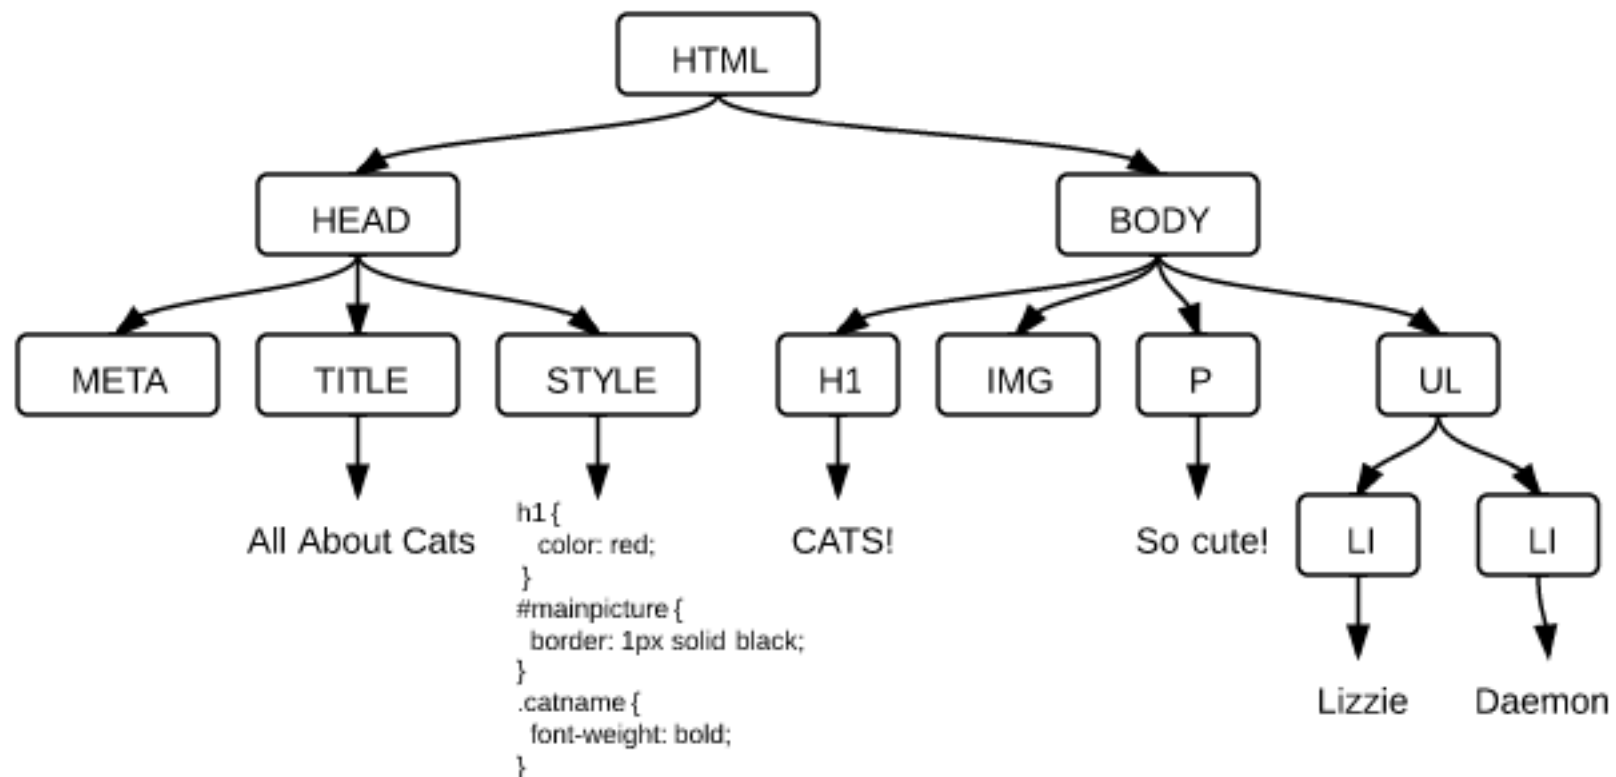 HTML
HEAD
BODY
META
TITLE
STYLE
H1
IMG
P
UL
All About Cats
h1 {
color: red;
}
#mainpicture {
border: 1px solid black;
}
.catname {
font-weight: bold;
}
CATS!
So cute!
LI
LI
Lizzie
Daemon